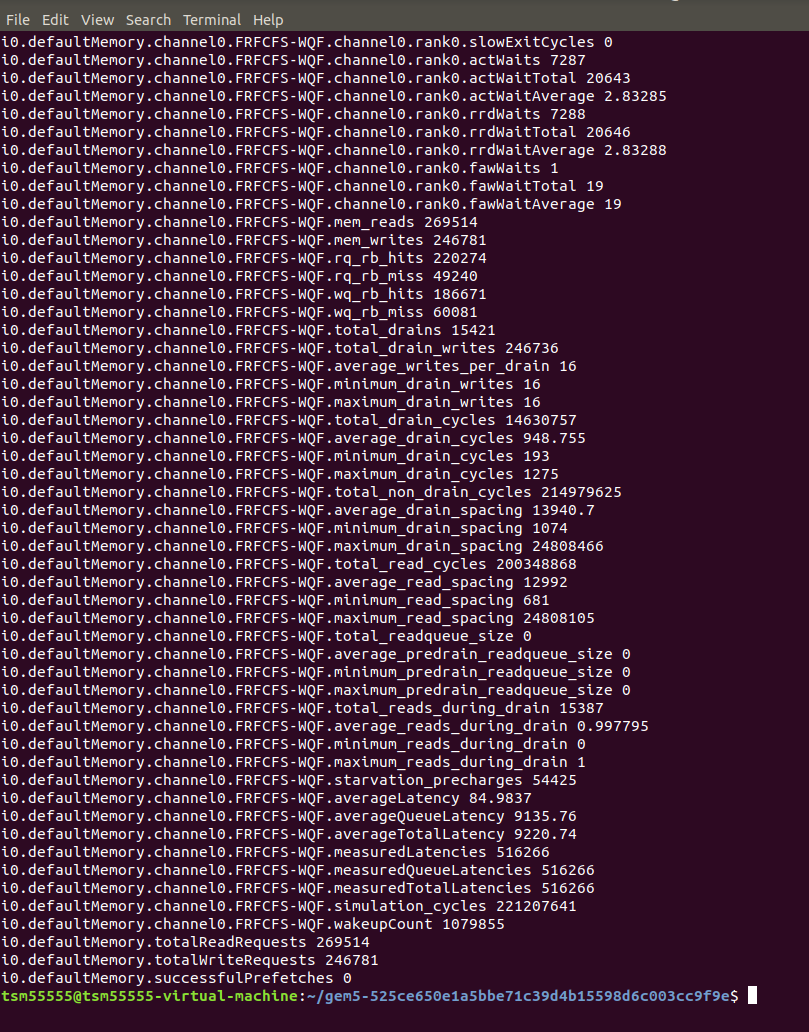 File Edit View Search Terminal Help
i0.defaultMemory.channel0.FRFCFS-WQF.channel0.rank0.slowExitCycles 0
i0.defaultMemory.channel0.FRFCFS-WQF.channel0.rank0.actWaits 7287
i0.defaultMemory.channel0.FRFCFS-WQF.channel0.rank0.actWaitTotal 20643
i0.defaultMemory.channel0.FRFCFS-WQF.channel0.rank0.actWaitAverage 2.83285
i0.defaultMemory.channel0.FRFCFS-WQF.channel0.rank0.rrdWaits 7288
i0.defaultMemory.channel0.FRFCFS-WQF.channel0.rank0.rrdWaitTotal 20646
i0.defaultMemory.channel0.FRFCFS-WQF.channel0.rank0.rrdWaitAverage 2.83288
i0.defaultMemory.channel0.FRFCFS-WQF.channel0.rank0.fawWaits 1
i0.defaultMemory.channel0.FRFCFS-WQF.channel0.rank0.fawWaitTotal 19
i0.defaultMemory.channel0.FRFCFS-WQF.channel0.rank0.fawWaitAverage 19
i0.defaultMemory.channel0.FRFCFS-WQF.mem_reads 269514
i0.defaultMemory.channel0.FRFCFS-WQF.mem_writes 246781
i0.defaultMemory.channel0.FRFCFS-WQF.rq_rb_hits 220274
i0.defaultMemory.channel0.FRFCFS-WQF.rq_rb_miss 49240
i0.defaultMemory.channel0.FRFCFS-WQF.wq_rb_hits 186671
i0.defaultMemory.channel0.FRFCFS-WQF.wq_rb_miss 60081
i0.defaultMemory.channel0.FRFCFS-WQF.total_drains 15421
i0.defaultMemory.channel0.FRFCFS-WQF.total_drain_writes 246736
i0.defaultMemory.channel0.FRFCFS-WQF.average_writes_per_drain 16
i0.defaultMemory.channel0.FRFCFS-WQF.minimum_drain_writes 16
i0.defaultMemory.channel0.FRFCFS-WQF.maximum_drain_writes 16
i0.defaultMemory.channel0.FRFCFS-WQF.total_drain_cycles 14630757
i0.defaultMemory.channel0.FRFCFS-WQF.average_drain_cycles 948.755
i0.defaultMemory.channel0.FRFCFS-WQF.minimum_drain_cycles 193
i0.defaultMemory.channel0.FRFCFS-WQF.maximum_drain_cycles 1275
i0.defaultMemory.channel0.FRFCFS-WQF.total_non_drain_cycles 214979625
i0.defaultMemory.channel0.FRFCFS-WQF.average_drain_spacing 13940.7
i0.defaultMemory.channel0.FRFCFS-WQF.minimum_drain_spacing 1074
i0.defaultMemory.channel0.FRFCFS-WQF.maximum_drain_spacing 24808466
i0.defaultMemory.channel0.FRFCFS-WQF.total_read_cycles 200348868
i0.defaultMemory.channel0.FRFCFS-WQF.average_read_spacing 12992
i0.defaultMemory.channel0.FRFCFS-WQF.minimum_read_spacing 681
i0.defaultMemory.channel0.FRFCFS-WQF.maximum_read_spacing 24808105
i0.defaultMemory.channel0.FRFCFS-WQF.total_readqueue_size 0
i0.defaultMemory.channel0.FRFCFS-WQF.average_predrain_readqueue_size 0
i0.defaultMemory.channel0.FRFCFS-WQF.minimum_predrain_readqueue_size 0
i0.defaultMemory.channel0.FRFCFS-WQF.maximum_predrain_readqueue_size 0
i0.defaultMemory.channel0.FRFCFS-WQF.total_reads_during_drain 15387
i0.defaultMemory.channel0.FRFCFS-WQF.average_reads_during_drain 0.997795
i0.defaultMemory.channel0.FRFCFS-WQF.minimum_reads_during_drain 0
i0.defaultMemory.channel0.FRFCFS-WQF.maximum_reads_during_drain 1
i0.defaultMemory.channel0.FRFCFS-WQF.starvation_precharges 54425
i0.defaultMemory.channel0.FRFCFS-WQF.averageLatency 84.9837
i0.defaultMemory.channel0.FRFCFS-WQF.averageQueueLatency 9135.76
i0.defaultMemory.channel0.FRFCFS-WQF.averageTotalLatency 9220.74
i0.defaultMemory.channel0.FRFCFS-WQF.measuredLatencies 516266
i0.defaultMemory.channel0.FRFCFS-WQF.measuredQueueLatencies 516266
i0.defaultMemory.channel0.FRFCFS-WQF.measuredTotalLatencies 516266
i0.defaultMemory.channel0.FRFCFS-WQF.simulation_cycles 221207641
i0.defaultMemory.channel0.FRFCFS-WQF.wakeupCount 1079855
i0.defaultMemory.totalReadRequests 269514
i0.defaultMemory.totalWriteRequests 246781
i0.defaultMemory.successfulPrefetches 0
tsm55555@tsm55555-virtual-machine:~/gem5-525ce650e1a5bbe71c39d4b15598d6c003cc9f9e$